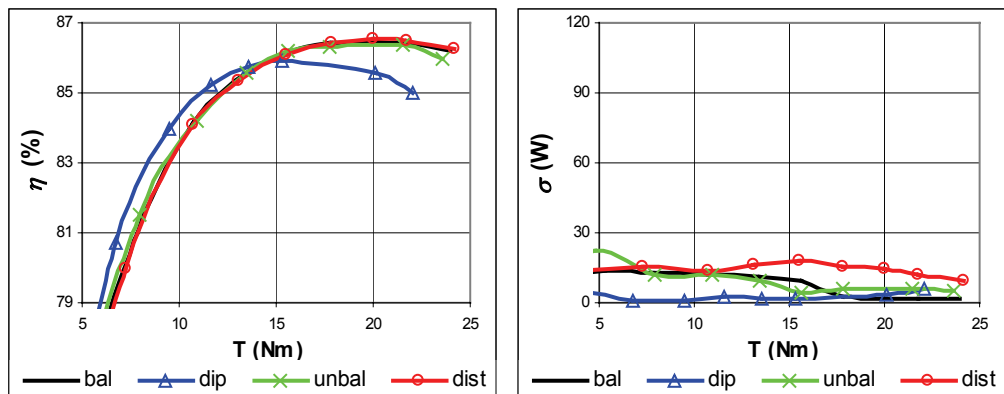 87
85
83
81
79
η (%)
5 10 15 20 25
T (Nm)
bal dip unbal dist
120
90
60
30
0
σ (W)
5 10 15 20 25
T (Nm)
bal dip unbal dist